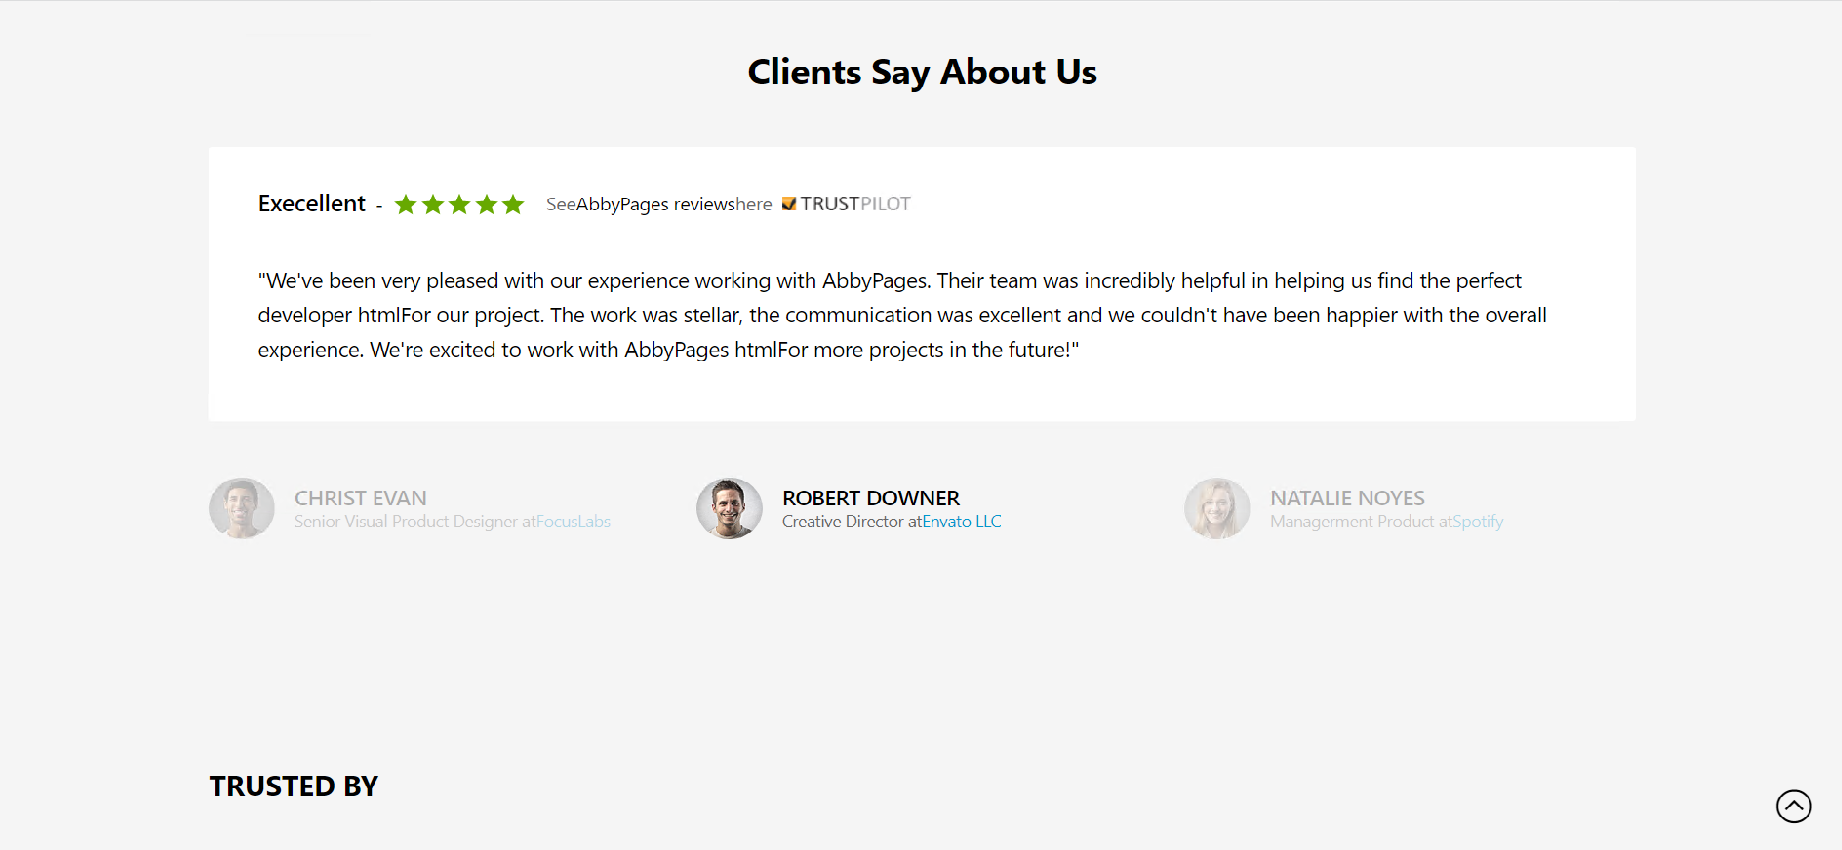 Clients Say About Us
Execellent - SeeAbbyPages reviewshere TRUSTPILOT
"We've been very pleased with our experience working with AbbyPages. Their team was incredibly helpful in helping us find the perfect
developer htmlFor our project. The work was stellar, the communication was excellent and we couldn't have been happier with the overall
experience. We're excited to work with AbbyPages htmlFor more projects in the future!"
CHRIST EVAN
Senior Visual Product Designer atFocusLabs
ROBERT DOWNER
Creative Director atEnvato LLC
NATALIE NOYES
Managerment Product atSpotify
TRUSTED BY